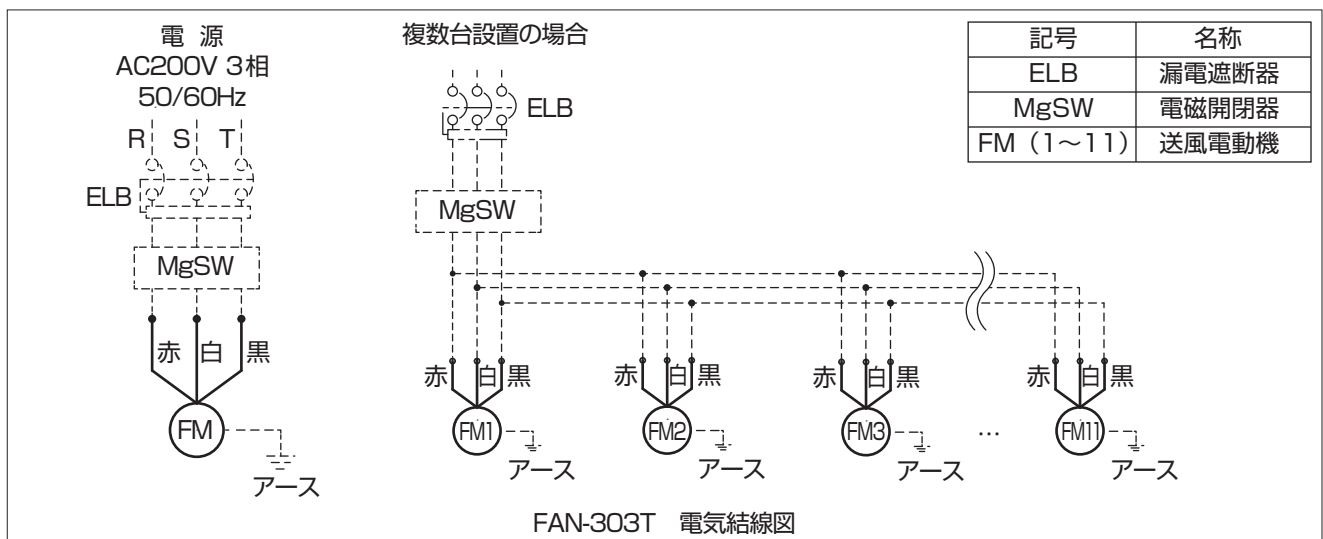 電 源
AC200V 3相
50/60Hz
R S T
ELB
MgSW
赤 白 黒
FM
アース
複数台設置の場合
ELB
MgSW
赤 白 黒 赤 白 黒 赤 白 黒 赤 白 黒
FM1 FM2 FM3 … FM11
アース アース アース アース
記号 名称
ELB 漏電遮断器
MgSW 電磁開閉器
FM（1～11） 送風電動機
FAN-303T 電気結線図